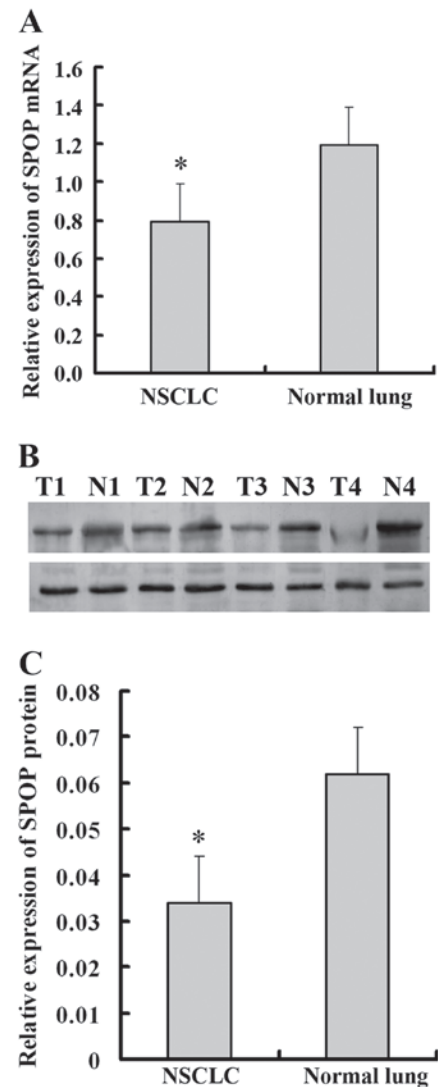 A
Relative expression of SPOP mRNA
1.6
1.4
1.2
1.0
0.8
0.6
0.4
0.2
0.0
*
NSCLC
Normal lung
B
T1 N1 T2 N2 T3 N3 T4 N4
C
Relative expression of SPOP protein
0.08
0.07
0.06
0.05
0.04
0.03
0.02
0.01
0
*
NSCLC
Normal lung